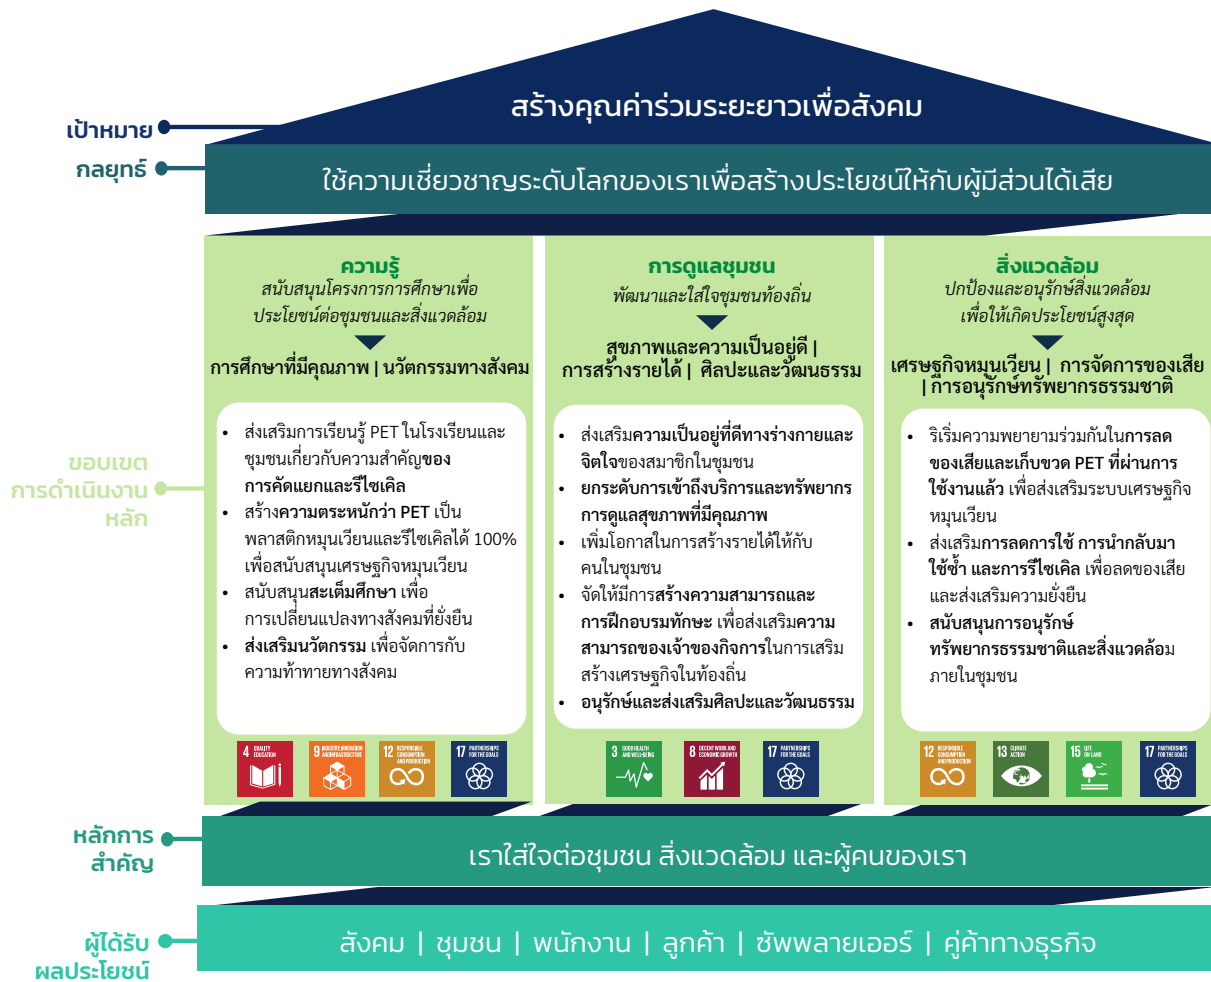 สร้างคุณค่าร่วมระยะยาวเพื่อสังคม
เป้าหมาย
กลยุทธ์
ใช้ความเชี่ยวชาญระดับโลกของเราเพื่อสร้างประโยชน์ให้กับผู้มีส่วนได้เสีย
ขอบเขต
การดำเนินงาน
หลัก
ความรู้
สนับสนุนโครงการการศึกษาเพื่อ
ประโยชน์ต่อชุมชนและสิ่งแวดล้อม
การศึกษาที่มีคุณภาพ | นวัตกรรมทางสังคม
• ส่งเสริมการเรียนรู้ PET ในโรงเรียนและ
ชุมชนเกี่ยวกับความสำคัญของ
การคัดแยกและรีไซเคิล
• สร้างความตระหนักว่า PET เป็น
พลาสติกหมุนเวียนและรีไซเคิลได้ 100%
เพื่อสนับสนุนเศรษฐกิจหมุนเวียน
• สนับสนุนสะเต็มศึกษา เพื่อ
การเปลี่ยนแปลงทางสังคมที่ยั่งยืน
• ส่งเสริมนวัตกรรม เพื่อจัดการกับ
ความท้าทายทางสังคม
4 QUALITY
EDUCATION
9 INDUSTRY, INNOVATION
AND INFRASTRUCTURE
12 RESPONSIBLE
CONSUMPTION
AND PRODUCTION
17 PARTNERSHIPS
FOR THE GOALS
การดูแลชุมชน
พัฒนาและใส่ใจชุมชนท้องถิ่น
สุขภาพและความเป็นอยู่ดี |
การสร้างรายได้ | ศิลปะและวัฒนธรรม
• ส่งเสริมความเป็นอยู่ที่ดีทางร่างกายและ
จิตใจของสมาชิกในชุมชน
• ยกระดับการเข้าถึงบริการและทรัพยากร
การดูแลสุขภาพที่มีคุณภาพ
• เพิ่มโอกาสในการสร้างรายได้ให้กับ
คนในชุมชน
• จัดให้มีการสร้างความสามารถและ
การฝึกอบรมทักษะ เพื่อส่งเสริมความ
สามารถของเจ้าของกิจการในการเสริม
สร้างเศรษฐกิจในท้องถิ่น
• อนุรักษ์และส่งเสริมศิลปะและวัฒนธรรม
3 GOOD HEALTH
AND WELL-BEING
8 DECENT WORK AND
ECONOMIC GROWTH
17 PARTNERSHIPS
FOR THE GOALS
สิ่งแวดล้อม
ปกป้องและอนุรักษ์สิ่งแวดล้อม
เพื่อให้เกิดประโยชน์สูงสุด
เศรษฐกิจหมุนเวียน | การจัดการของเสีย
| การอนุรักษ์ทรัพยากรธรรมชาติ
• ริเริ่มความพยายามร่วมกันในการลด
ของเสียและเก็บขวด PET ที่ผ่านการ
ใช้งานแล้ว เพื่อส่งเสริมระบบเศรษฐกิจ
หมุนเวียน
• ส่งเสริมการลดการใช้ การนำกลับมา
ใช้ซ้ำ และการรีไซเคิล เพื่อลดของเสีย
และส่งเสริมความยั่งยืน
• สนับสนุนการอนุรักษ์
ทรัพยากรธรรมชาติและสิ่งแวดล้อม
ภายในชุมชน
12 RESPONSIBLE
CONSUMPTION
AND PRODUCTION
13 CLIMATE
ACTION
15 LIFE
ON LAND
17 PARTNERSHIPS
FOR THE GOALS
หลักการ
สำคัญ
เราใส่ใจต่อชุมชน สิ่งแวดล้อม และผู้คนของเรา
ผู้ได้รับ
ผลประโยชน์
สังคม | ชุมชน | พนักงาน | ลูกค้า | ซัพพลายเออร์ | คู่ค้าทางธุรกิจ